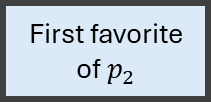 First favorite
of p₂